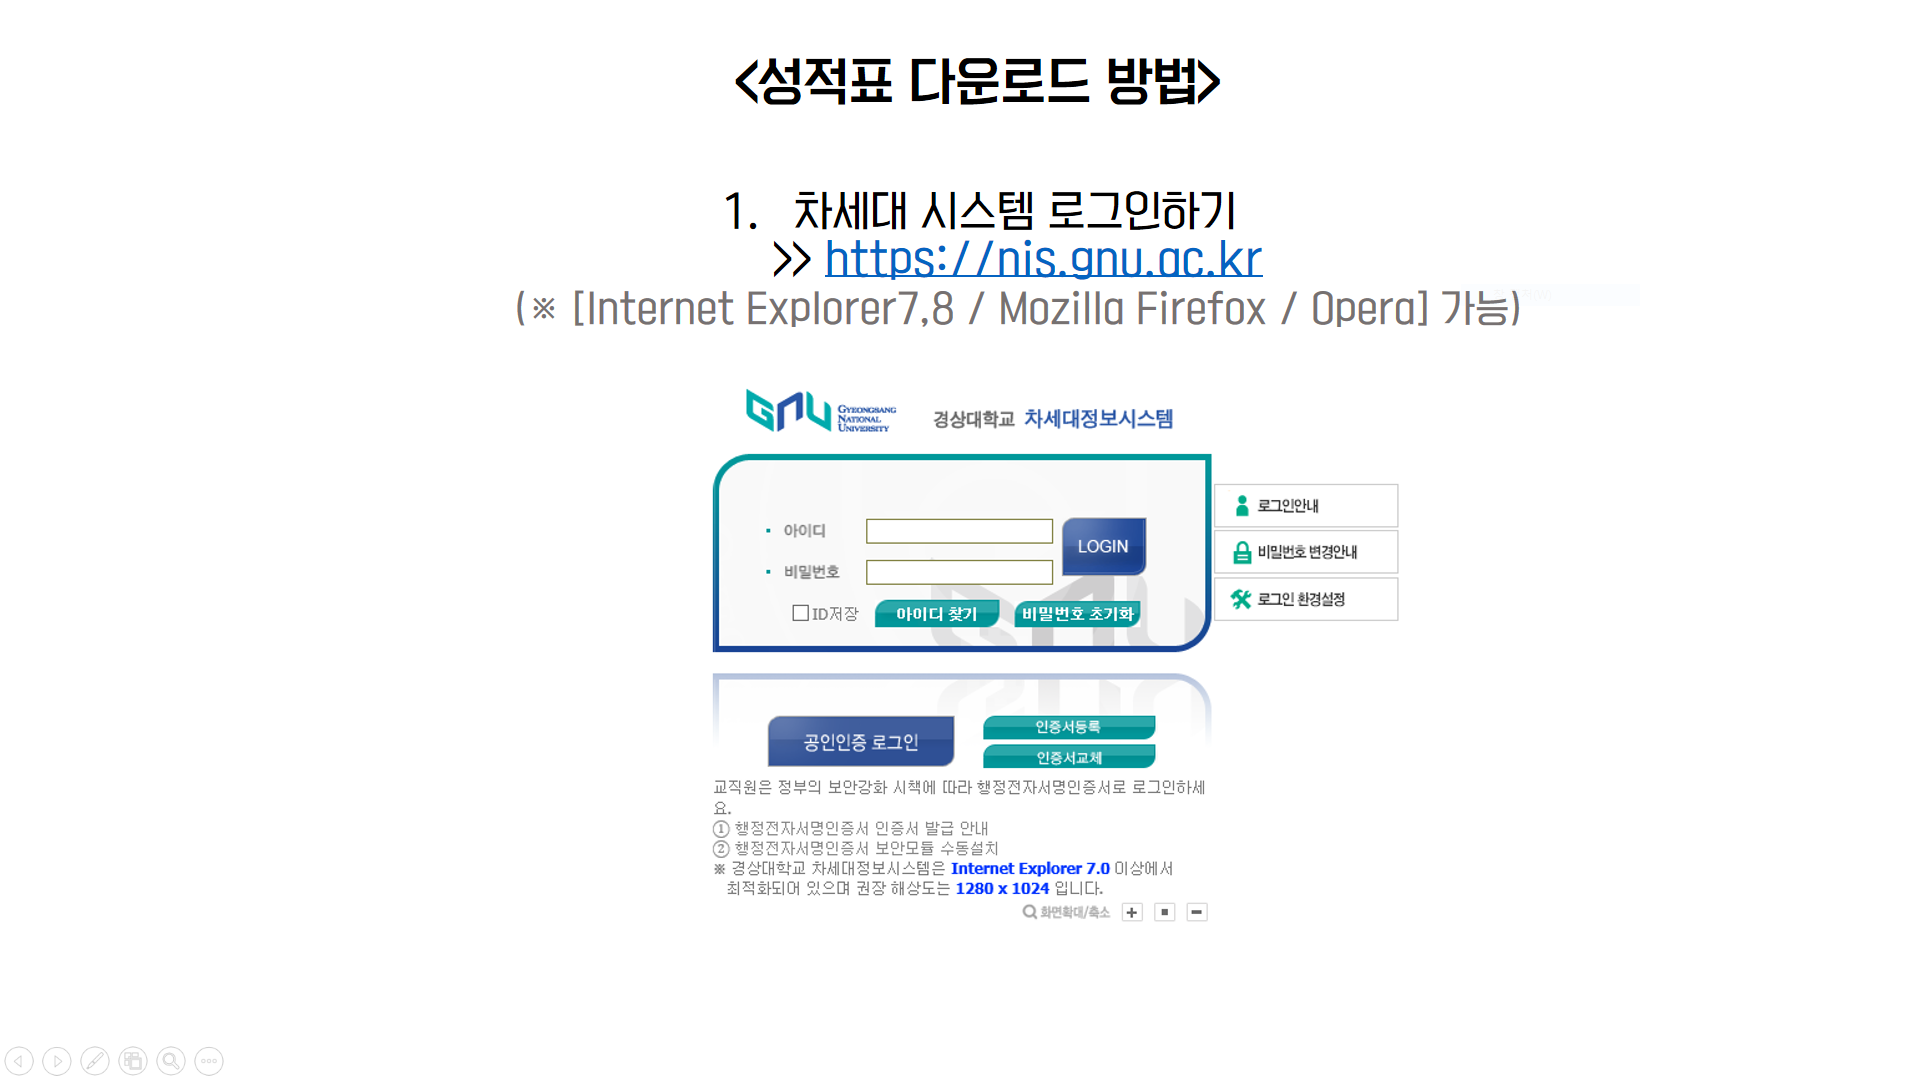 <성적표 다운로드 방법>
1. 차세대 시스템 로그인하기
>> https://nis.gnu.ac.kr
(※ [Internet Explorer7,8 / Mozilla Firefox / Opera] 가능)
GNU GYEONGSANG NATIONAL UNIVERSITY
경상대학교 차세대정보시스템
아이디
LOGIN
비밀번호
ID저장 아이디 찾기 비밀번호 초기화
로그인안내
비밀번호 변경안내
로그인 환경설정
공인인증 로그인
인증서등록
인증서교체
교직원은 정부의 보안강화 시책에 따라 행정전자서명인증서로 로그인하세
요.
① 행정전자서명인증서 인증서 발급 안내
② 행정전자서명인증서 보안모듈 수동설치
※ 경상대학교 차세대정보시스템은 Internet Explorer 7.0 이상에서
최적화되어 있으며 권장 해상도는 1280 x 1024 입니다.
화면확대/축소